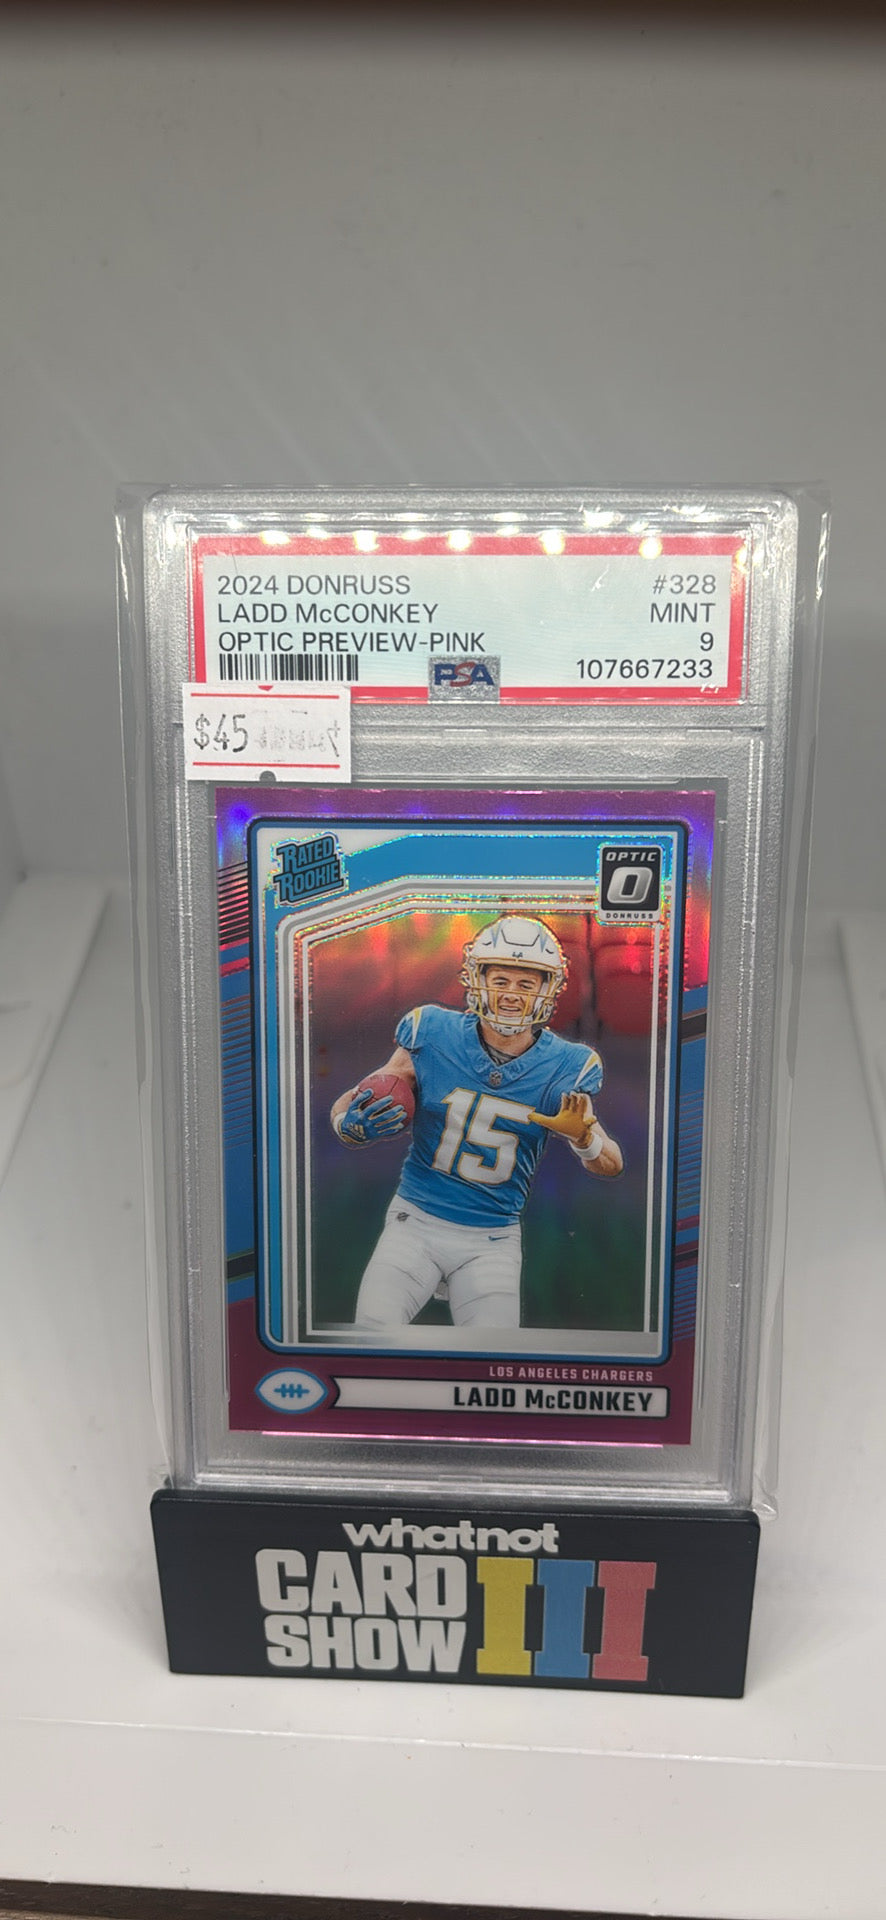 2024 DONRUSS #328
LADD McCONKEY MINT
OPTIC PREVIEW-PINK 9
PSA 107667233
$45
RATED
ROOKIE
OPTIC
O
DONRUSS
15
LOS ANGELES CHARGERS
LADD McCONKEY
whatnot
CARD
SHOW III